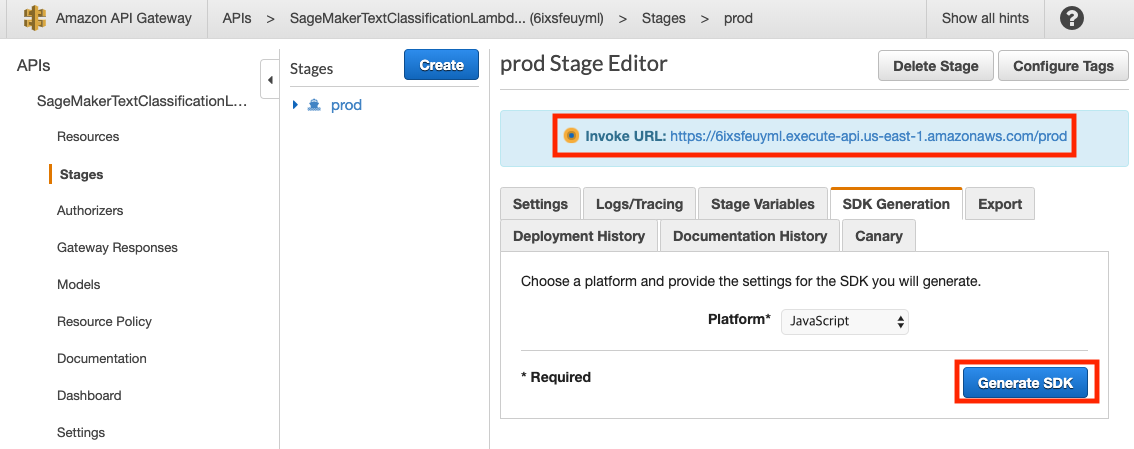 Amazon API Gateway
APIs > SageMakerTextClassificationLambd... (6ixsfeuyml) > Stages > prod
Show all hints
?
APIs
SageMakerTextClassificationL...
Resources
Stages
Authorizers
Gateway Responses
Models
Resource Policy
Documentation
Dashboard
Settings
Stages
Create
prod
prod Stage Editor
Delete Stage
Configure Tags
Invoke URL: https://6ixsfeuyml.execute-api.us-east-1.amazonaws.com/prod
Settings Logs/Tracing Stage Variables SDK Generation Export
Deployment History Documentation History Canary
Choose a platform and provide the settings for the SDK you will generate.
Platform* JavaScript
* Required
Generate SDK